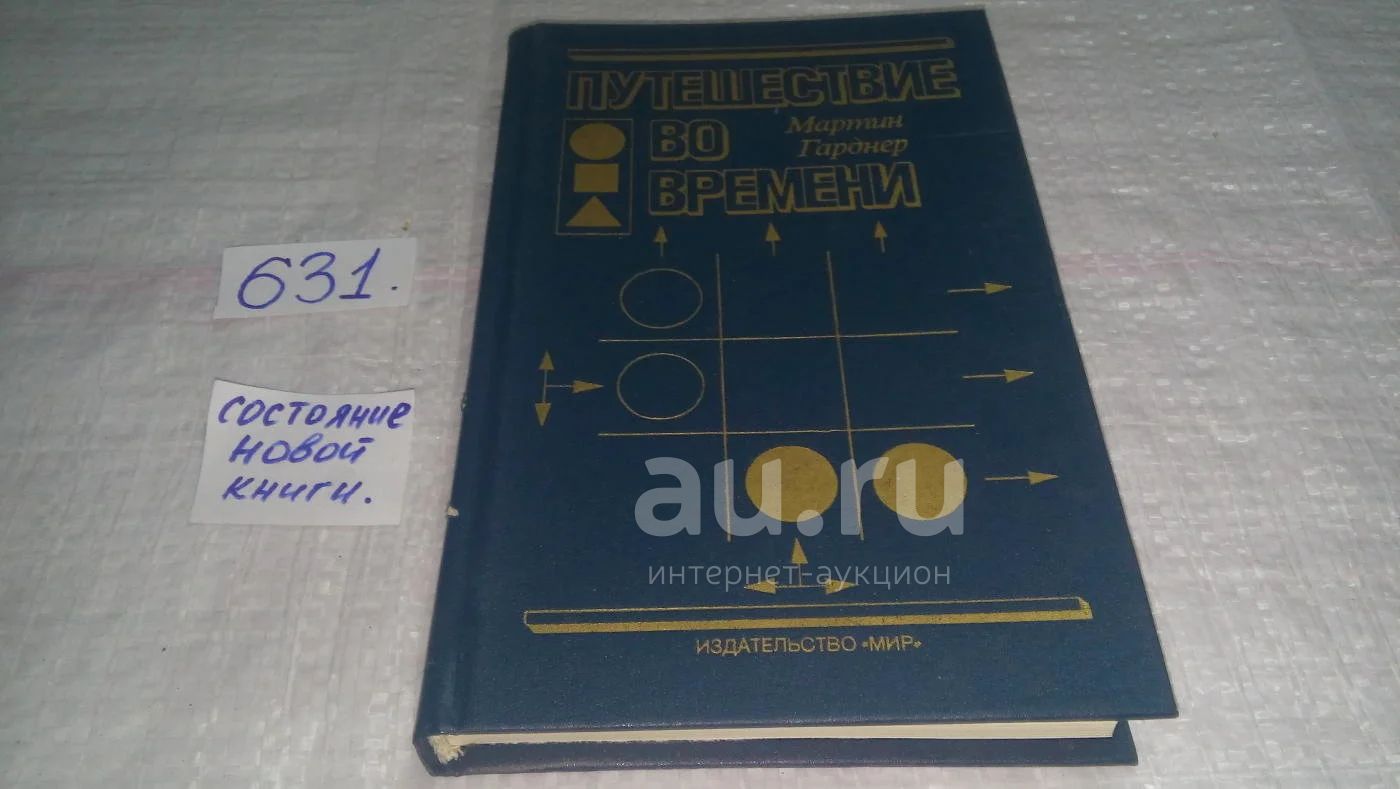 ПУТЕШЕСТВИЕ
ВО
Мартин
Гарднер
ВРЕМЕНИ
631.
СОСТОЯНИЕ
НОВОЙ
КНИГИ.
au.ru
интернет-аукцион
ИЗДАТЕЛЬСТВО «МИР»